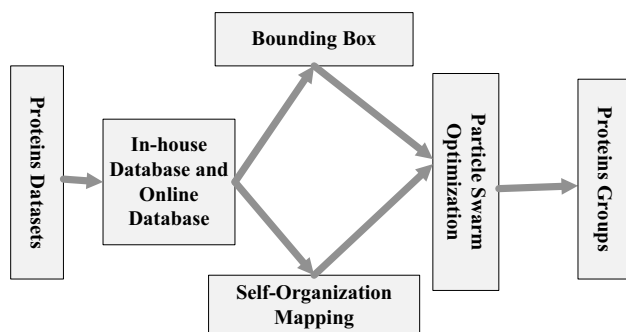 Bounding Box
Proteins Datasets
In-house
Database and
Online
Database
Particle Swarm
Optimization
Proteins Groups
Self-Organization
Mapping